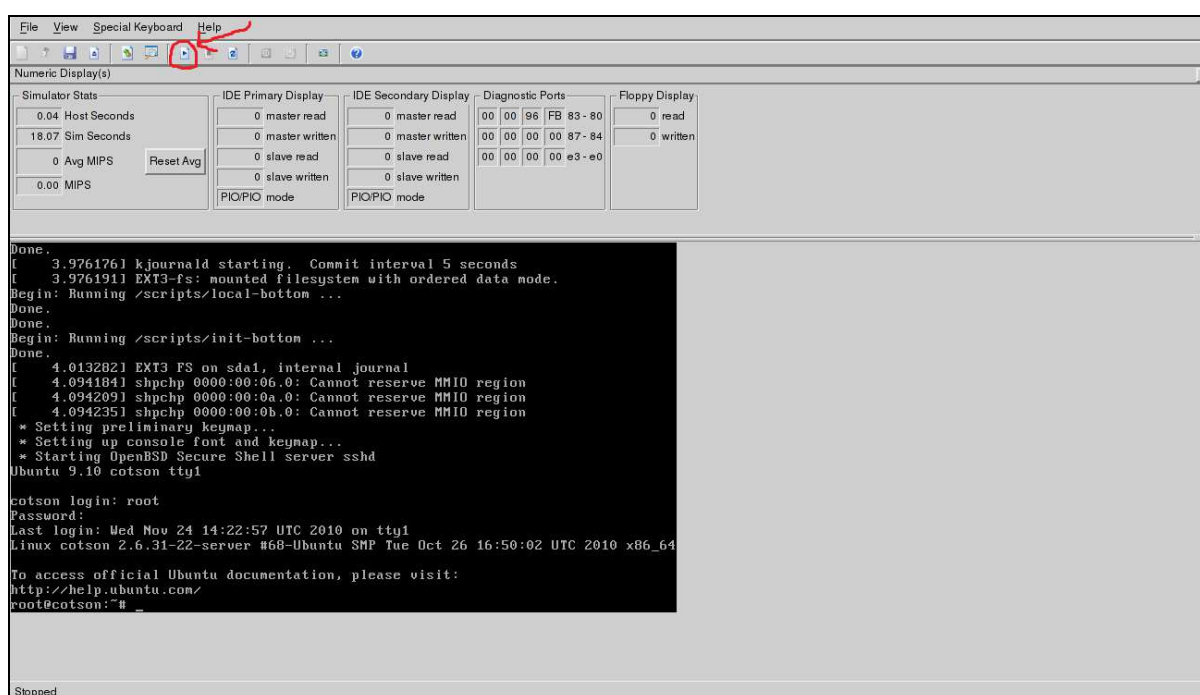 File View Special Keyboard Help
Numeric Display(s)
Simulator Stats IDE Primary Display IDE Secondary Display Diagnostic Ports Floppy Display
0.04 Host Seconds 0 master read 0 master read 00 00 96 FB 83 - 80 0 read
18.07 Sim Seconds 0 master written 0 master written 00 00 00 00 87 - 84 0 written
0 Avg MIPS Reset Avg 0 slave read 0 slave read 00 00 00 00 e3 - e0
0.00 MIPS 0 slave written 0 slave written
PIO/PIO mode PIO/PIO mode
Done.
[    3.976176] kjournald starting.  Commit interval 5 seconds
[    3.976191] EXT3-fs: mounted filesystem with ordered data mode.
Begin: Running /scripts/local-bottom ...
Done.
Done.
Begin: Running /scripts/init-bottom ...
Done.
[    4.013282] EXT3 FS on sda1, internal journal
[    4.094184] shpchp 0000:00:06.0: Cannot reserve MMIO region
[    4.094209] shpchp 0000:00:0a.0: Cannot reserve MMIO region
[    4.094235] shpchp 0000:00:0b.0: Cannot reserve MMIO region
* Setting preliminary keymap...
* Setting up console font and keymap...
* Starting OpenBSD Secure Shell server sshd
Ubuntu 9.10 cotson tty1
cotson login: root
Password:
Last login: Wed Nov 24 14:22:57 UTC 2010 on tty1
Linux cotson 2.6.31-22-server #68-Ubuntu SMP Tue Oct 26 16:50:02 UTC 2010 x86_64
To access official Ubuntu documentation, please visit:
http://help.ubuntu.com/
root@cotson:~# _
Stopped